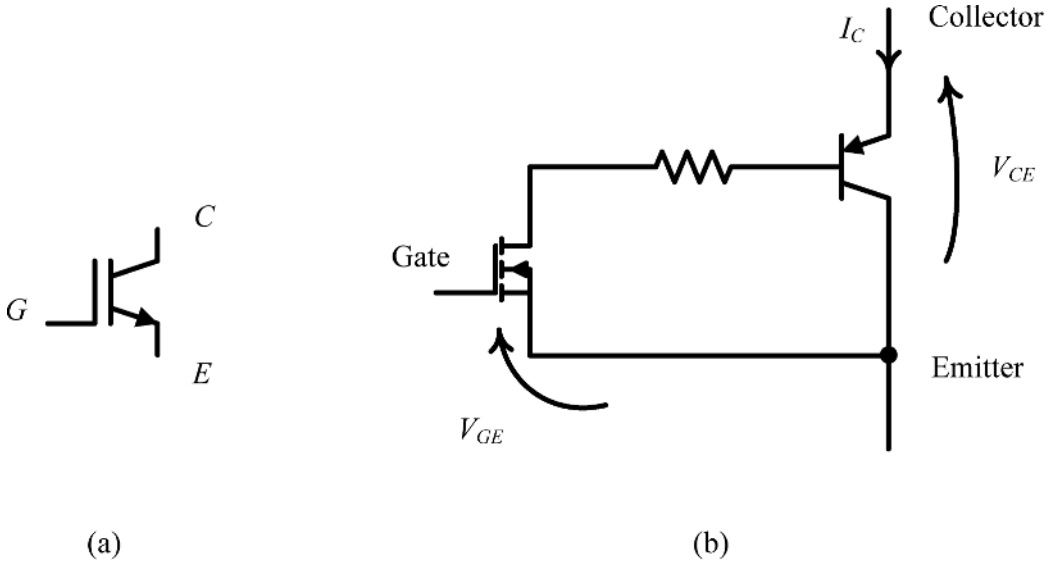 C
G
E
(a)
I_C
Collector
V_CE
Gate
Emitter
V_GE
(b)